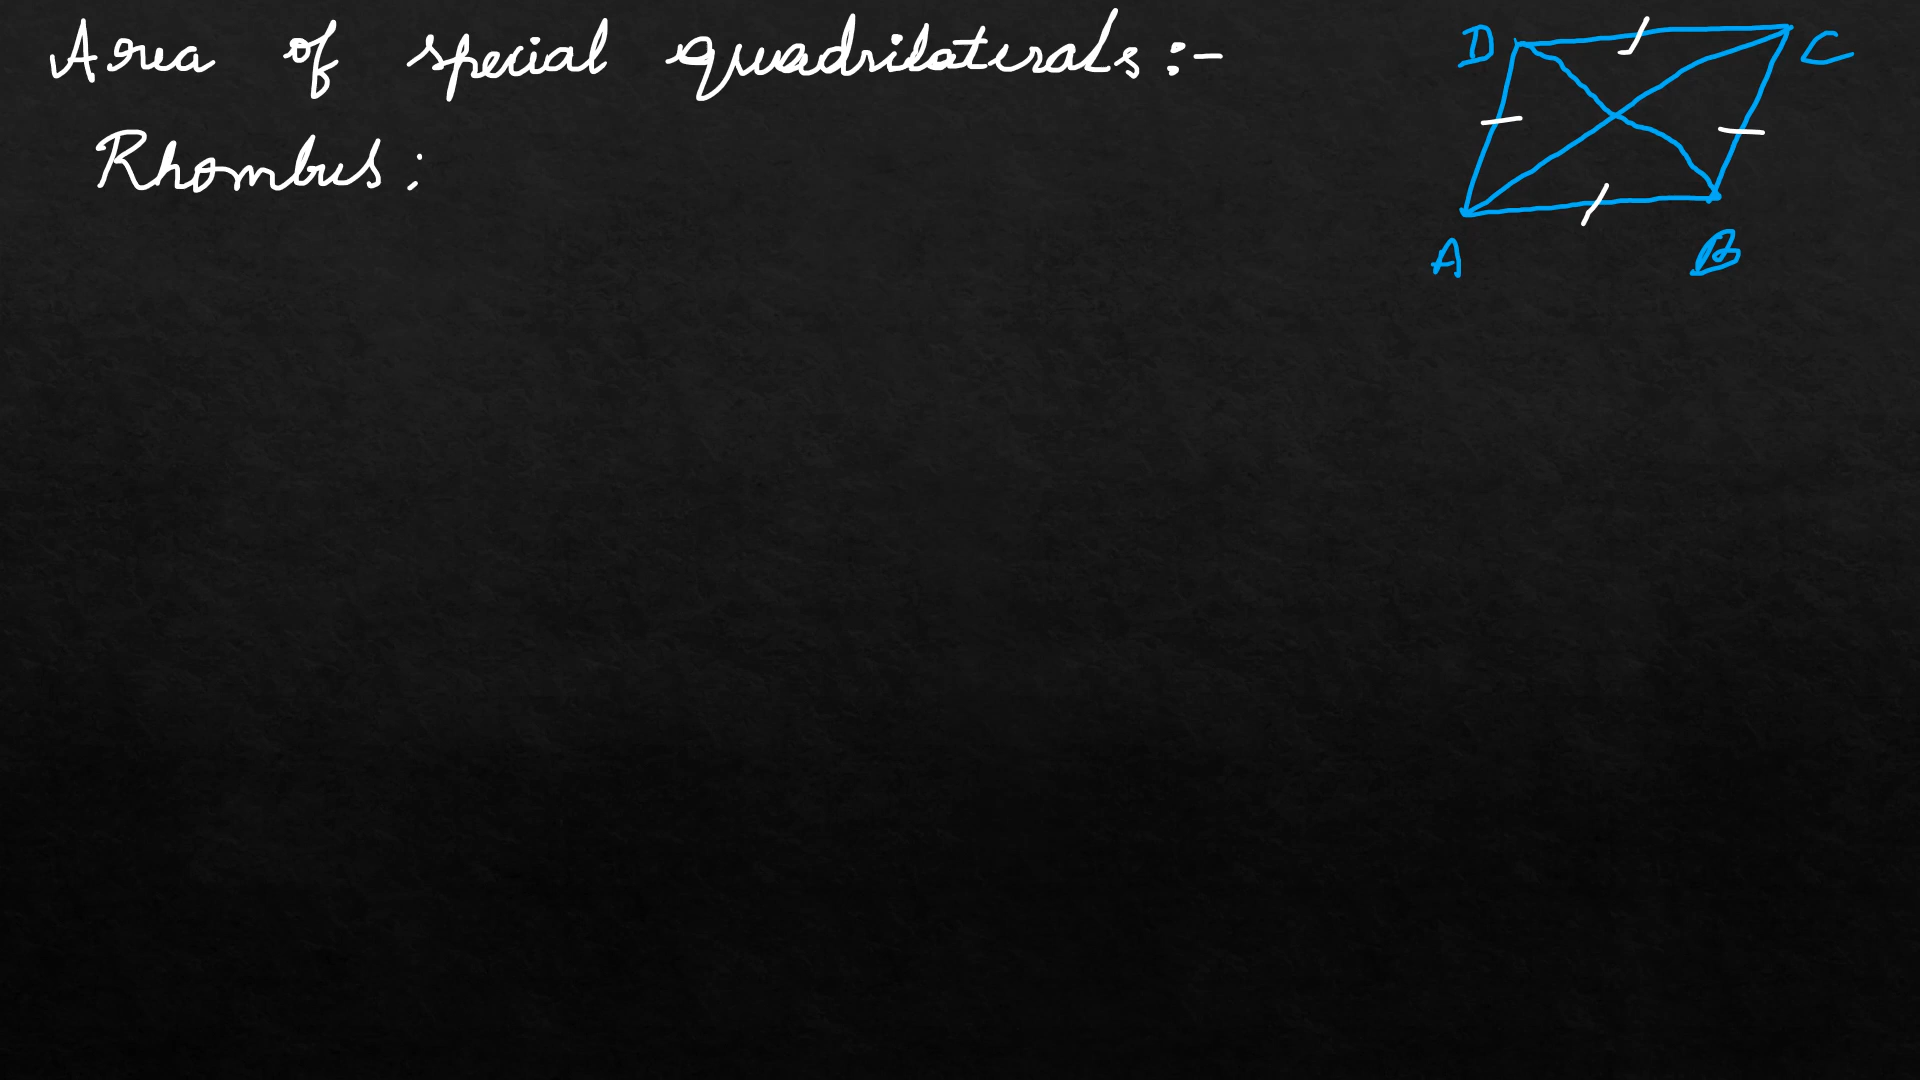 Area of special quadrilaterals :-
Rhombus :
D
C
A
B